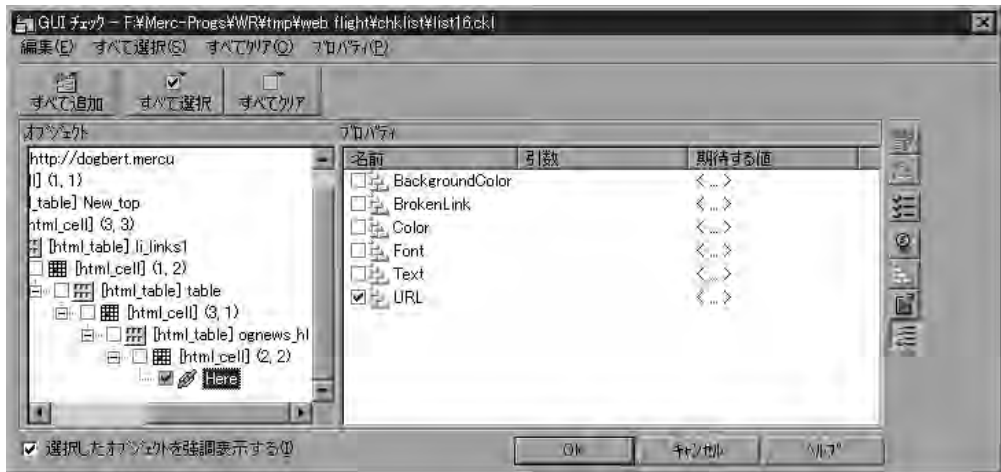 GUI チェック - F:¥Merc-Progs¥WR¥tmp¥web flight¥chklist¥list16.ckl
編集(E) すべて選択(S) すべてクリア(Q) プロパティ(P)
すべて追加 すべて選択 すべてクリア
オブジェクト プロパティ
名前 引数 期待する値
http://dogbert.mercu
l] (1, 1)
l_table] New_top
html_cell] (3, 3)
[html_table] li_links1
[html_cell] (1, 2)
[html_table] table
[html_cell] (3, 1)
[html_table] ognews_hl
[html_cell] (2, 2)
Here
BackgroundColor < ... >
BrokenLink < ... >
Color < ... >
Font < ... >
Text < ... >
URL < ... >
選択したオブジェクトを強調表示する(I)
OK キャンセル ヘルプ